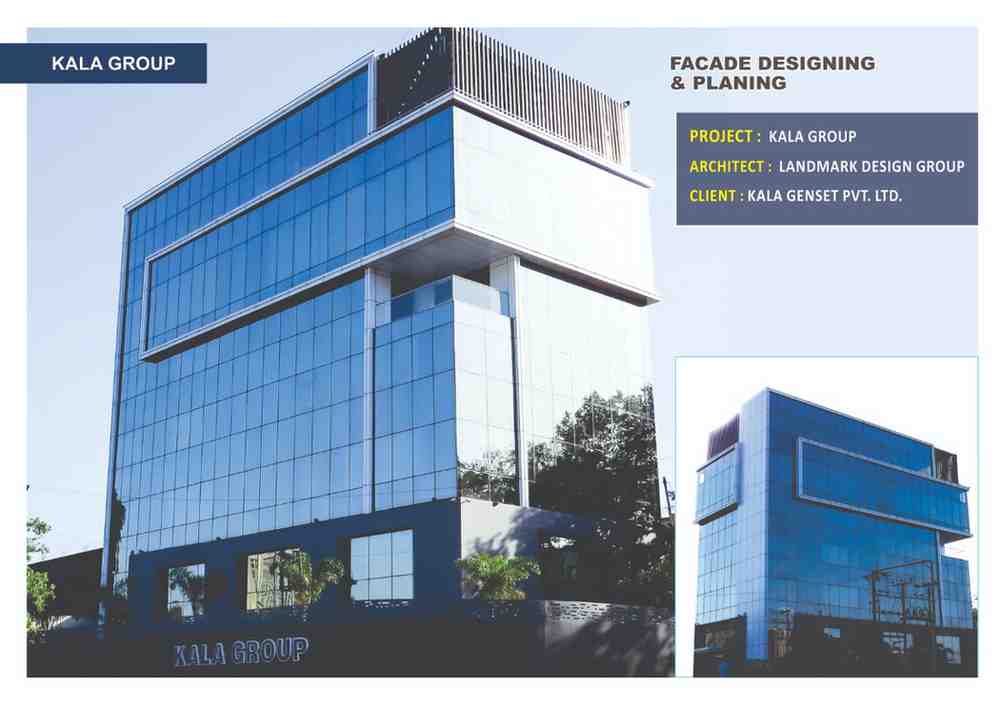 KALA GROUP
FACADE DESIGNING
& PLANING
PROJECT : KALA GROUP
ARCHITECT : LANDMARK DESIGN GROUP
CLIENT : KALA GENSET PVT. LTD.
KALA GROUP